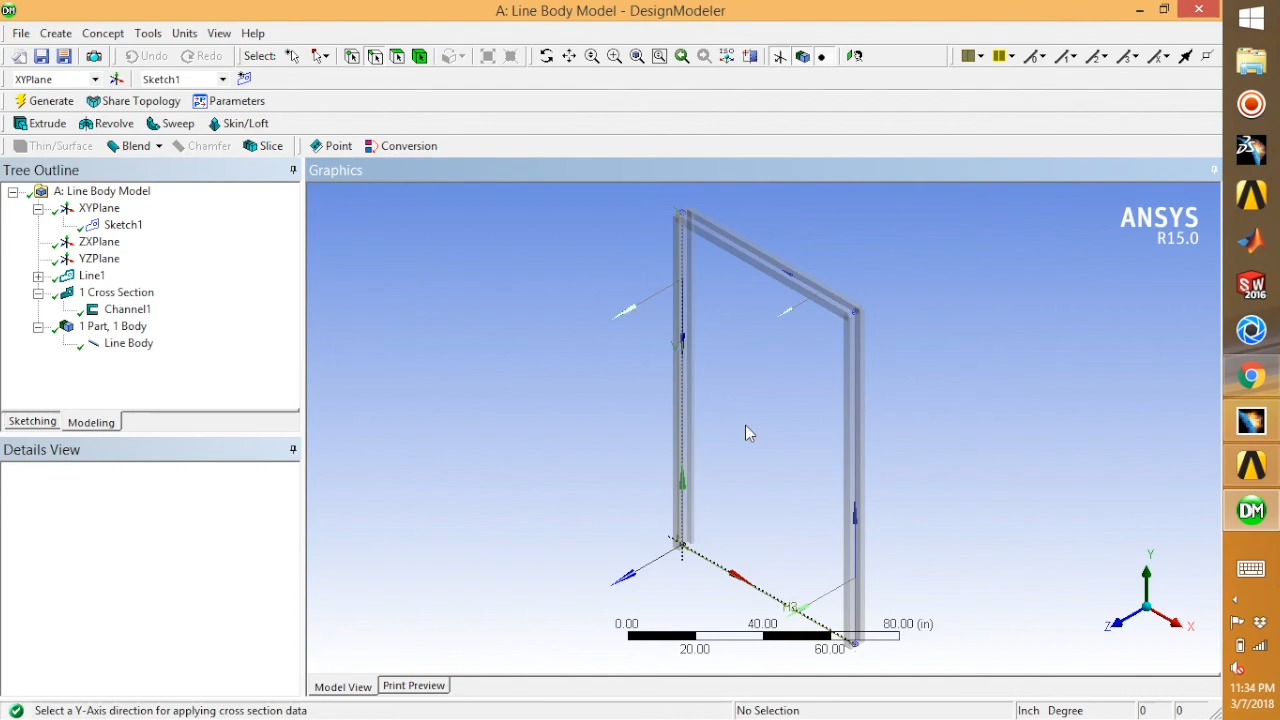 A: Line Body Model - DesignModeler
File Create Concept Tools Units View Help
Undo Redo Select:
XYPlane Sketch1
Generate Share Topology Parameters
Extrude Revolve Sweep Skin/Loft
Thin/Surface Blend Chamfer Slice Point Conversion
Tree Outline
A: Line Body Model
XYPlane
Sketch1
ZXPlane
YZPlane
Line1
1 Cross Section
Channel1
1 Part, 1 Body
Line Body
Sketching Modeling
Details View
Graphics
ANSYS
R15.0
0.00 40.00 80.00 (in)
20.00 60.00
Y
Z X
Model View Print Preview
Select a Y-Axis direction for applying cross section data No Selection Inch Degree 0 0
DM
SW
2016
DM
11:34 PM
3/7/2018